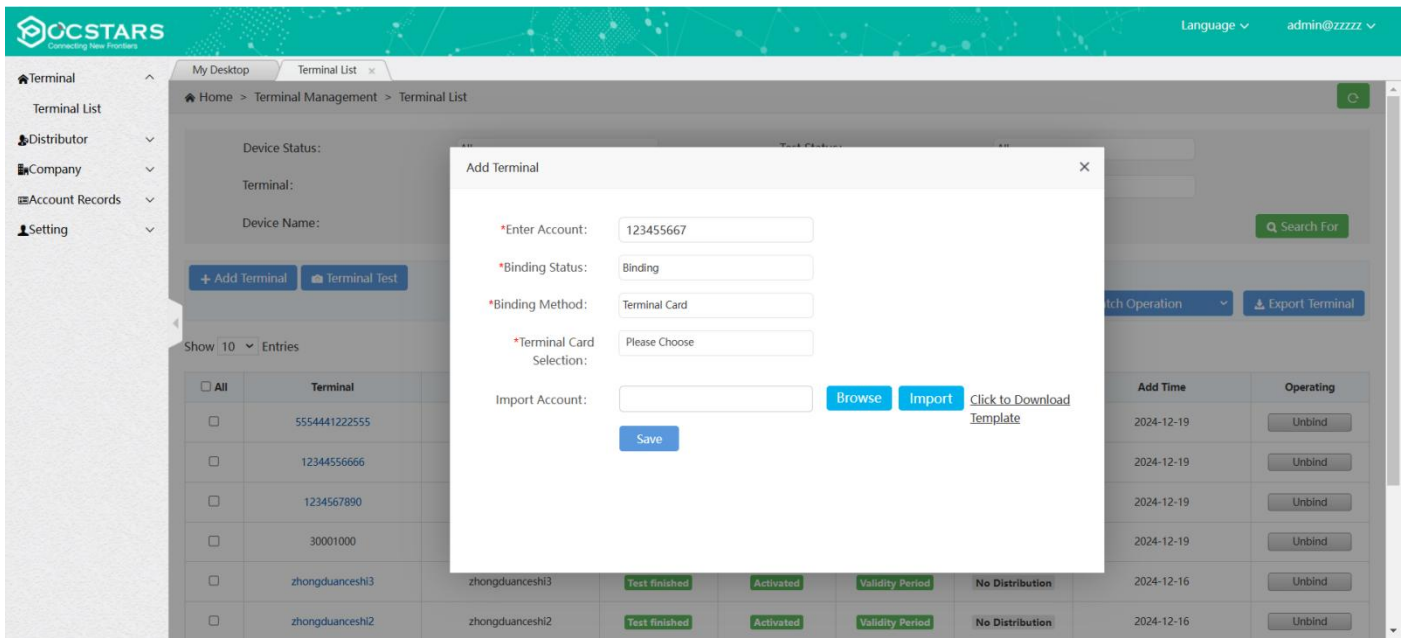 POCSTARS
Connecting New Frontiers
Language
admin@zzzzz
Terminal
Terminal List
Distributor
Company
Account Records
Setting
My Desktop
Terminal List ×
Home > Terminal Management > Terminal List
Device Status:
Terminal:
Device Name:
Search For
+ Add Terminal
Terminal Test
Export Terminal
Show 10 Entries
Add Terminal ×
*Enter Account: 123455667
*Binding Status: Binding
*Binding Method: Terminal Card
*Terminal Card Please Choose
Selection:
Import Account: Browse Import Click to Download
Template
Save
All Terminal Add Time Operating
5554441222555 2024-12-19 Unbind
12344556666 2024-12-19 Unbind
1234567890 2024-12-19 Unbind
30001000 2024-12-19 Unbind
zhongduanceshi3 zhongduanceshi3 Test finished Activated Validity Period No Distribution 2024-12-16 Unbind
zhongduanceshi2 zhongduanceshi2 Test finished Activated Validity Period No Distribution 2024-12-16 Unbind